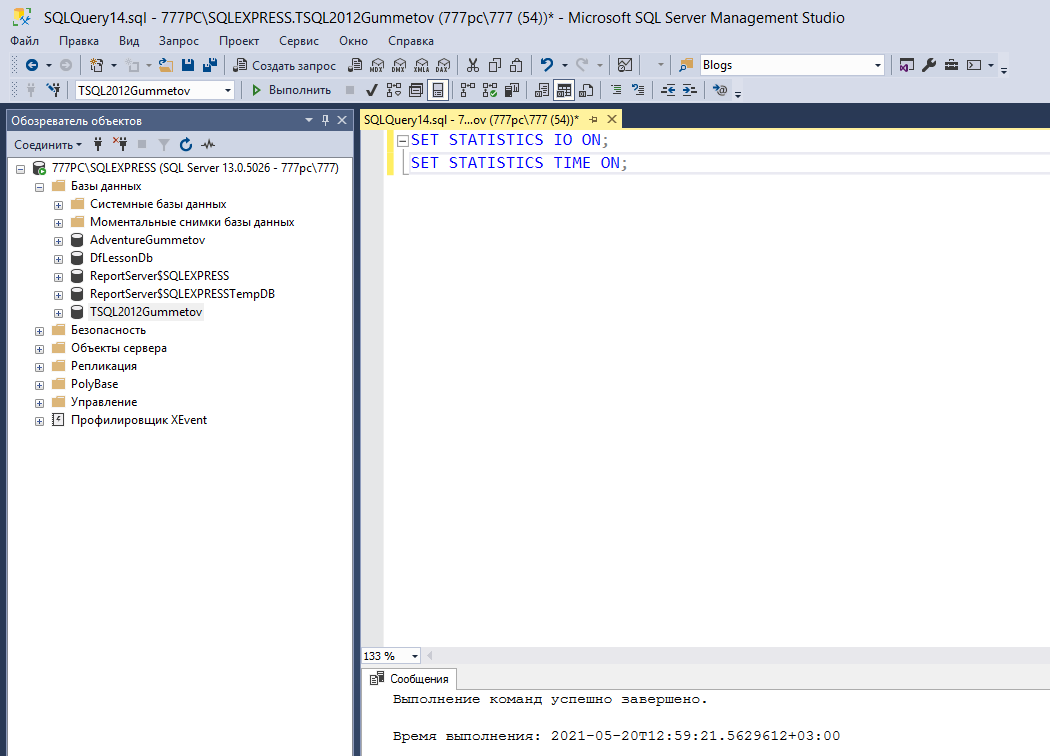 SQLQuery14.sql - 777PC\SQLEXPRESS.TSQL2012Gummetov (777pc\777 (54))* - Microsoft SQL Server Management Studio
Файл Правка Вид Запрос Проект Сервис Окно Справка
Создать запрос MDX DMX XMLA DAX Blogs
TSQL2012Gummetov Выполнить
Обозреватель объектов
SQLQuery14.sql - 7...ov (777pc\777 (54))*
Соединить
777PC\SQLEXPRESS (SQL Server 13.0.5026 - 777pc\777)
Базы данных
Системные базы данных
Моментальные снимки базы данных
AdventureGummetov
DfLessonDb
ReportServer$SQLEXPRESS
ReportServer$SQLEXPRESSTempDB
TSQL2012Gummetov
Безопасность
Объекты сервера
Репликация
PolyBase
Управление
Профилировщик XEvent
SET STATISTICS IO ON;
SET STATISTICS TIME ON;
133 %
Сообщения
Выполнение команд успешно завершено.
Время выполнения: 2021-05-20T12:59:21.5629612+03:00